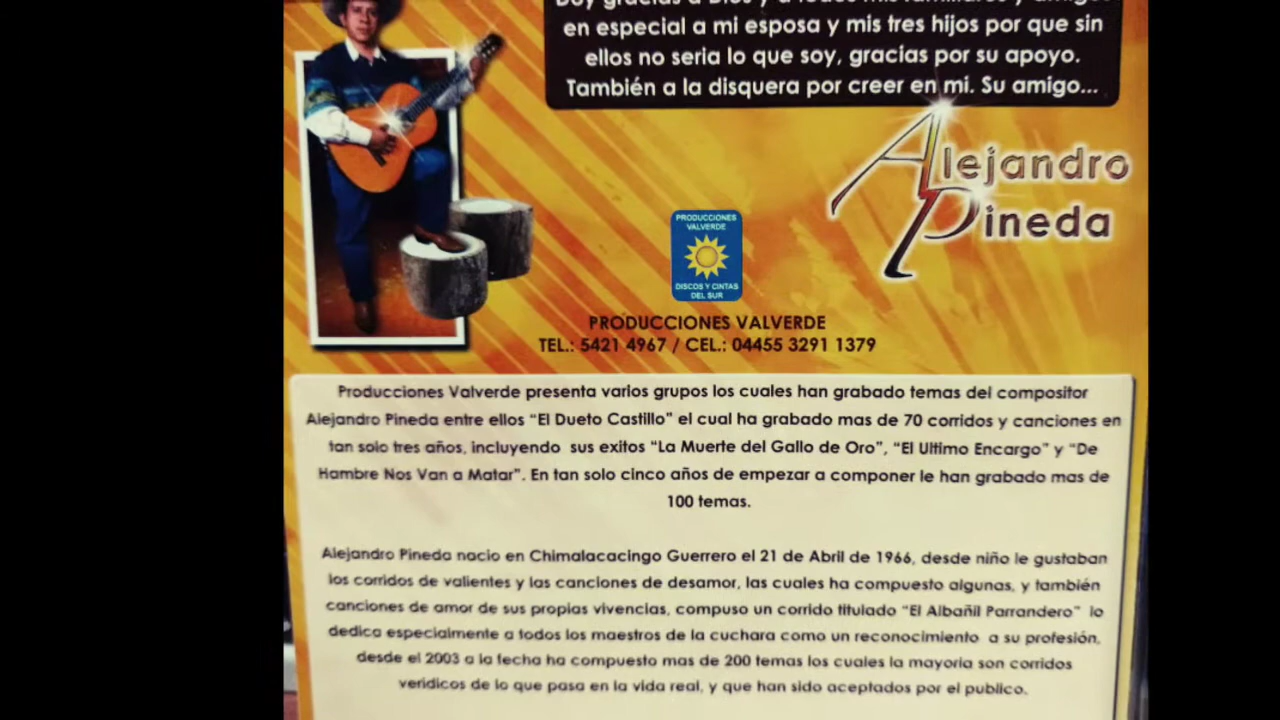 Doy gracias a Dios y a todos mis familiares y amigos
en especial a mi esposa y mis tres hijos por que sin
ellos no seria lo que soy, gracias por su apoyo.
También a la disquera por creer en mi. Su amigo...
Alejandro
Pineda
PRODUCCIONES
VALVERDE
DISCOS Y CINTAS
DEL SUR
PRODUCCIONES VALVERDE
TEL.: 5421 4967 / CEL.: 04455 3291 1379
Producciones Valverde presenta varios grupos los cuales han grabado temas del compositor
Alejandro Pineda entre ellos “El Dueto Castillo” el cual ha grabado mas de 70 corridos y canciones en
tan solo tres años, incluyendo sus exitos “La Muerte del Gallo de Oro”, “El Ultimo Encargo” y “De
Hambre Nos Van a Matar”. En tan solo cinco años de empezar a componer le han grabado mas de
100 temas.
Alejandro Pineda nacio en Chimalacacingo Guerrero el 21 de Abril de 1966, desde niño le gustaban
los corridos de valientes y las canciones de desamor, las cuales ha compuesto algunas, y también
canciones de amor de sus propias vivencias, compuso un corrido titulado “El Albañil Parrandero” lo
dedica especialmente a todos los maestros de la cuchara como un reconocimiento a su profesión,
desde el 2003 a la fecha ha compuesto mas de 200 temas los cuales la mayoria son corridos
veridicos de lo que pasa en la vida real, y que han sido aceptados por el publico.